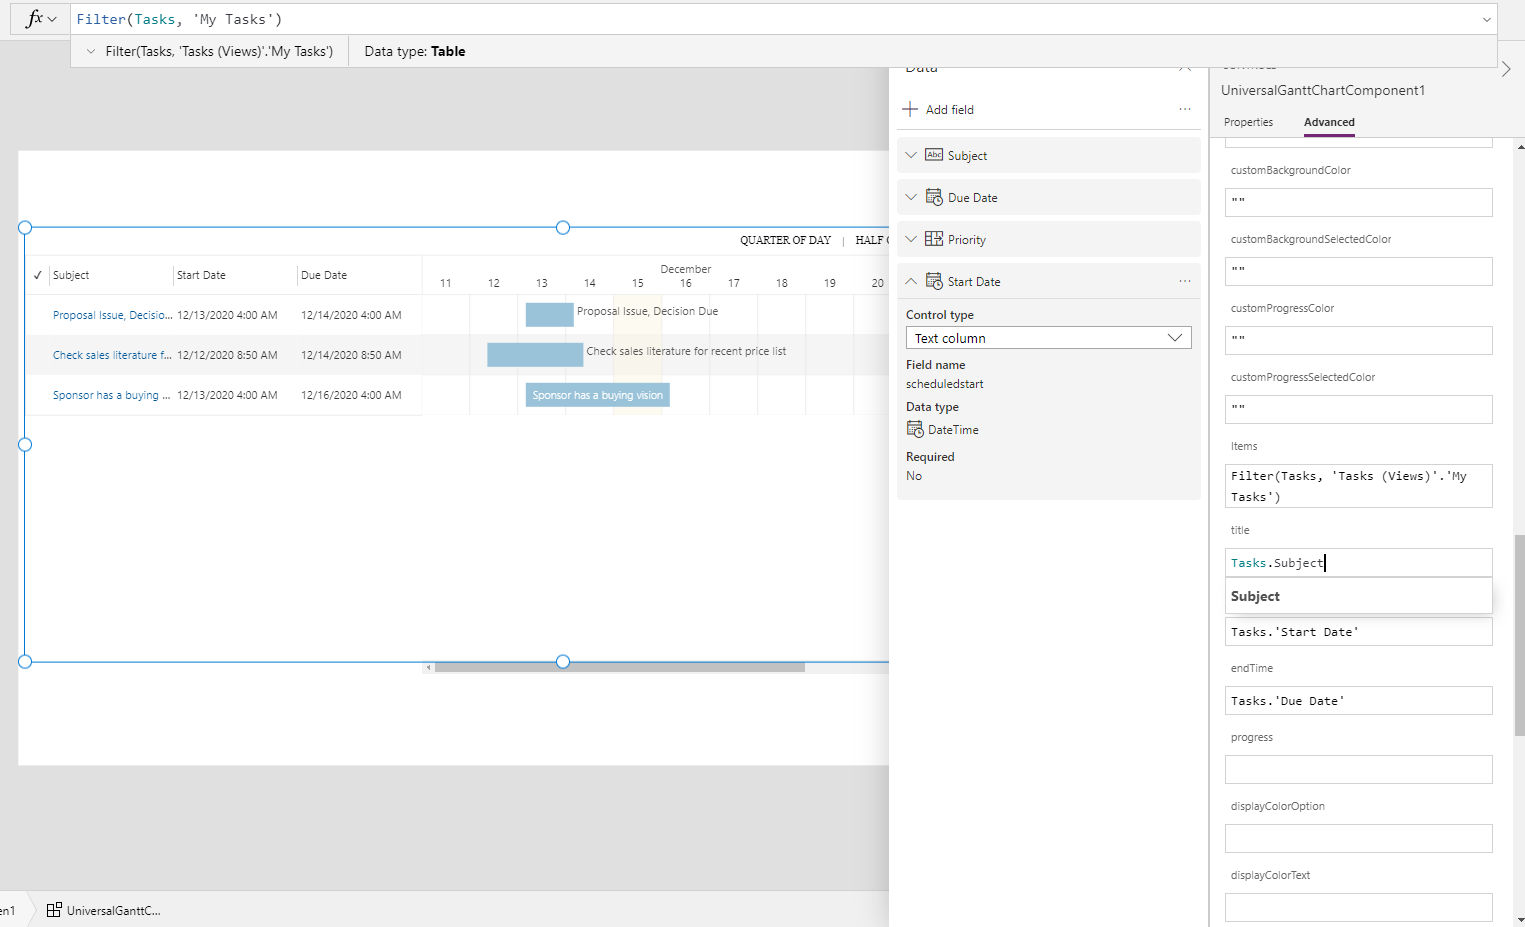 fx
Filter(Tasks, 'My Tasks')
Filter(Tasks, 'Tasks (Views)'.'My Tasks')
Data type: Table
QUARTER OF DAY | HALF
✓ Subject Start Date Due Date
December
11 12 13 14 15 16 17 18 19 20
Proposal Issue, Decisio... 12/13/2020 4:00 AM 12/14/2020 4:00 AM
Proposal Issue, Decision Due
Check sales literature f... 12/12/2020 8:50 AM 12/14/2020 8:50 AM
Check sales literature for recent price list
Sponsor has a buying ... 12/13/2020 4:00 AM 12/16/2020 4:00 AM
Sponsor has a buying vision
en1
UniversalGanttC...
Data
Add field
...
Abc Subject
Due Date
Priority
Start Date
...
Control type
Text column
Field name
scheduledstart
Data type
DateTime
Required
No
UniversalGanttChartComponent1
Properties Advanced
customBackgroundColor
""
customBackgroundSelectedColor
""
customProgressColor
""
customProgressSelectedColor
""
Items
Filter(Tasks, 'Tasks (Views)'.'My
Tasks')
title
Tasks.Subject
Subject
Tasks.'Start Date'
endTime
Tasks.'Due Date'
progress
displayColorOption
displayColorText